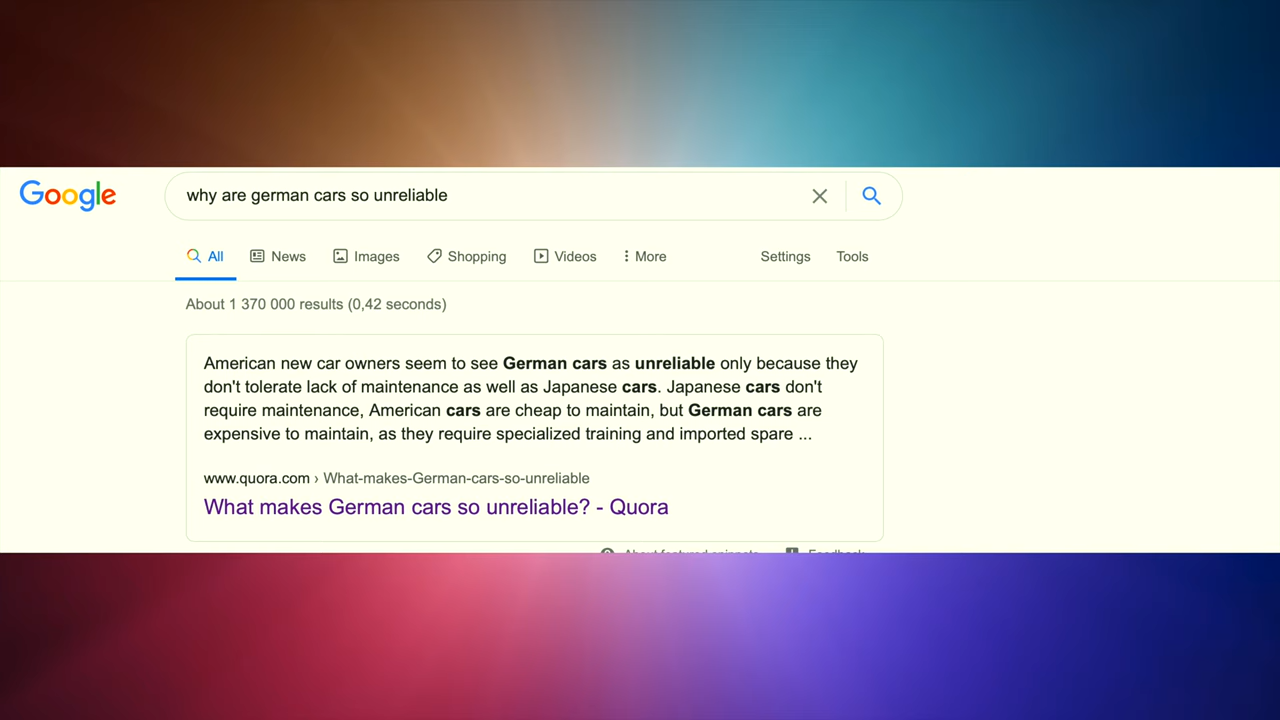 Google
why are german cars so unreliable
All News Images Shopping Videos More Settings Tools
About 1 370 000 results (0,42 seconds)
American new car owners seem to see German cars as unreliable only because they
don't tolerate lack of maintenance as well as Japanese cars. Japanese cars don't
require maintenance, American cars are cheap to maintain, but German cars are
expensive to maintain, as they require specialized training and imported spare ...
www.quora.com › What-makes-German-cars-so-unreliable
What makes German cars so unreliable? - Quora
About featured snippets Feedback